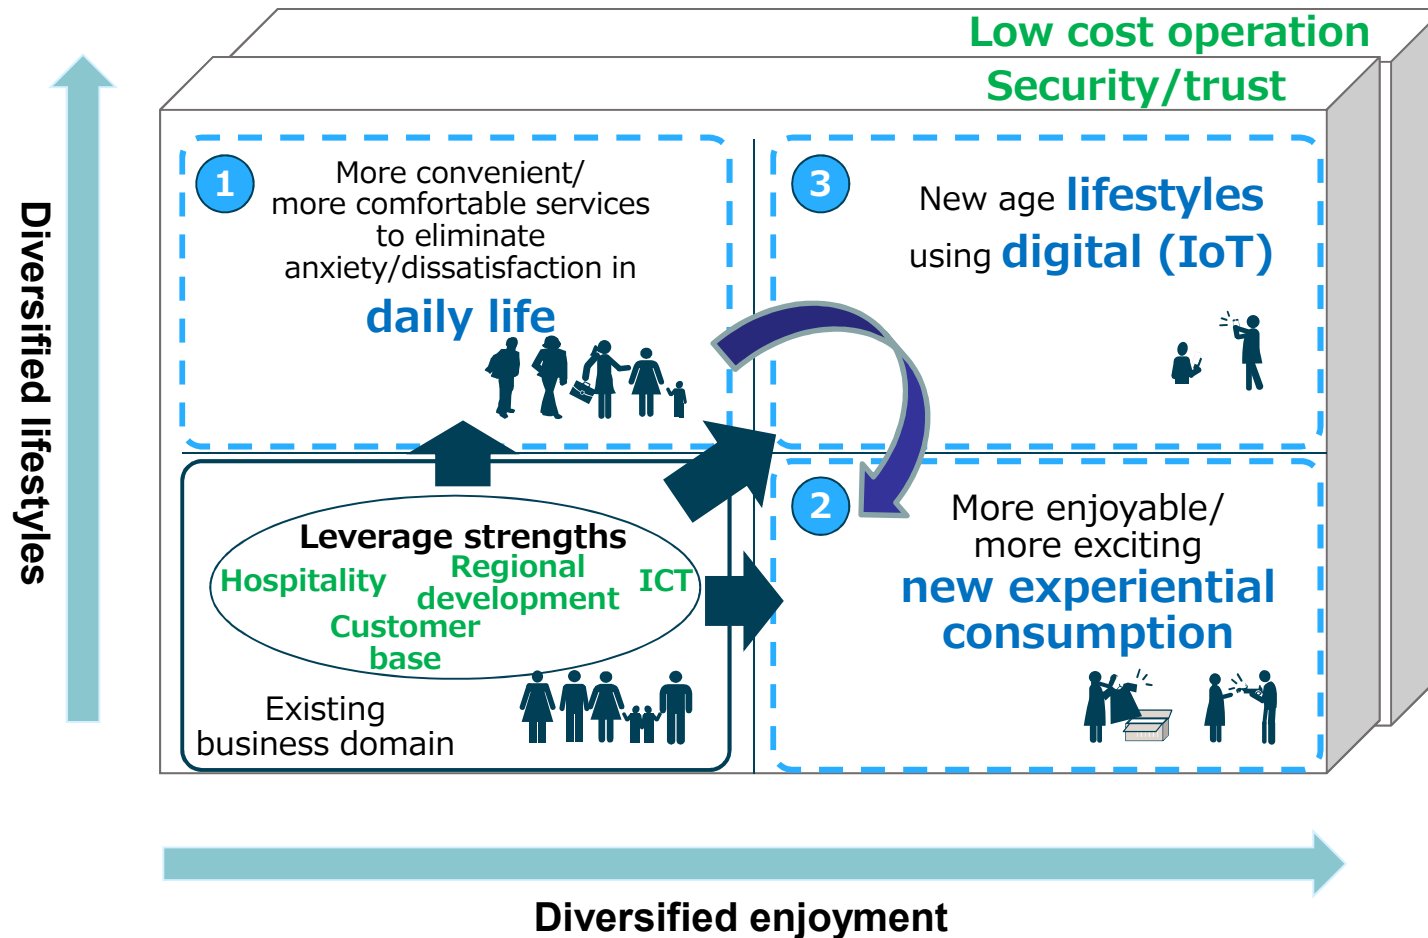 Low cost operation
Security/trust
Diversified lifestyles
1
More convenient/
more comfortable services
to eliminate
anxiety/dissatisfaction in
daily life
3
New age lifestyles
using digital (IoT)
Leverage strengths
Hospitality
Regional
development
ICT
Customer
base
Existing
business domain
2
More enjoyable/
more exciting
new experiential
consumption
Diversified enjoyment